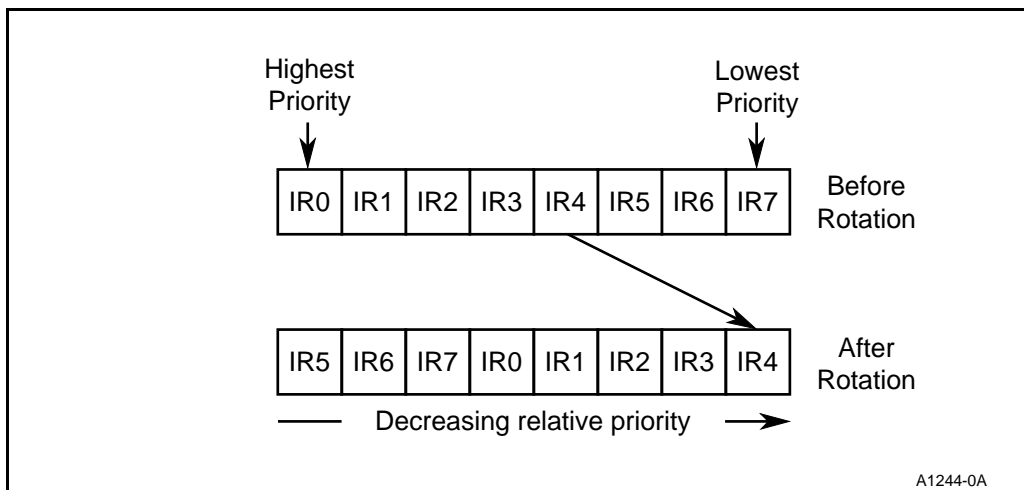 Highest
Priority
Lowest
Priority
IR0 IR1 IR2 IR3 IR4 IR5 IR6 IR7
Before
Rotation
IR5 IR6 IR7 IR0 IR1 IR2 IR3 IR4
After
Rotation
Decreasing relative priority
A1244-0A